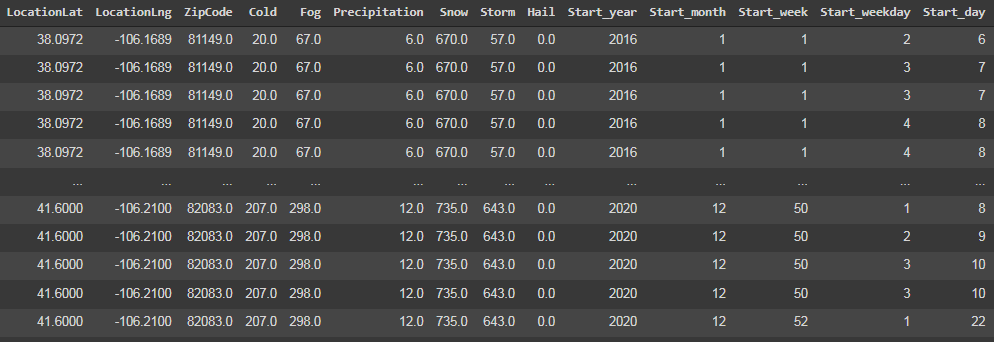 LocationLat LocationLng ZipCode Cold Fog Precipitation Snow Storm Hail Start_year Start_month Start_week Start_weekday Start_day
38.0972 -106.1689 81149.0 20.0 67.0 6.0 670.0 57.0 0.0 2016 1 1 2 6
38.0972 -106.1689 81149.0 20.0 67.0 6.0 670.0 57.0 0.0 2016 1 1 3 7
38.0972 -106.1689 81149.0 20.0 67.0 6.0 670.0 57.0 0.0 2016 1 1 3 7
38.0972 -106.1689 81149.0 20.0 67.0 6.0 670.0 57.0 0.0 2016 1 1 4 8
38.0972 -106.1689 81149.0 20.0 67.0 6.0 670.0 57.0 0.0 2016 1 1 4 8
... ... ... ... ... ... ... ... ... ... ... ... ... ...
41.6000 -106.2100 82083.0 207.0 298.0 12.0 735.0 643.0 0.0 2020 12 50 1 8
41.6000 -106.2100 82083.0 207.0 298.0 12.0 735.0 643.0 0.0 2020 12 50 2 9
41.6000 -106.2100 82083.0 207.0 298.0 12.0 735.0 643.0 0.0 2020 12 50 3 10
41.6000 -106.2100 82083.0 207.0 298.0 12.0 735.0 643.0 0.0 2020 12 50 3 10
41.6000 -106.2100 82083.0 207.0 298.0 12.0 735.0 643.0 0.0 2020 12 52 1 22